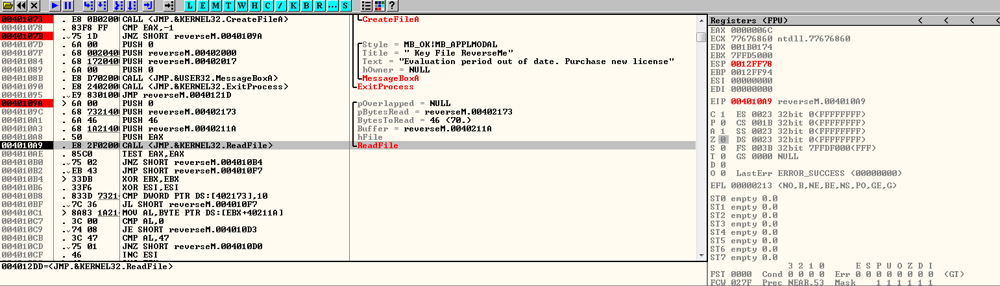 L E M T W H C / K B R ... S ?
00401073 . E8 0B02000 CALL <JMP.&KERNEL32.CreateFileA> CreateFileA
00401078 . 83F8 FF CMP EAX,-1
0040107B .v75 1D JNZ SHORT reverseM.0040109A
0040107D . 6A 00 PUSH 0 Style = MB_OK|MB_APPLMODAL
0040107F . 68 0020400 PUSH reverseM.00402000 Title = " Key File ReverseMe"
00401084 . 68 1720400 PUSH reverseM.00402017 Text = "Evaluation period out of date. Purchase new license"
00401089 . 6A 00 PUSH 0 hOwner = NULL
0040108B . E8 D702000 CALL <JMP.&USER32.MessageBoxA> MessageBoxA
00401090 . E8 2402000 CALL <JMP.&KERNEL32.ExitProcess> ExitProcess
00401095 .vE9 8301000 JMP reverseM.0040121D
0040109A > 6A 00 PUSH 0 pOverlapped = NULL
0040109C . 68 7321400 PUSH reverseM.00402173 pBytesRead = reverseM.00402173
004010A1 . 6A 46 PUSH 46 BytesToRead = 46 (70.)
004010A3 . 68 1A21400 PUSH reverseM.0040211A Buffer = reverseM.0040211A
004010A8 . 50 PUSH EAX hFile
004010A9 . E8 2F02000 CALL <JMP.&KERNEL32.ReadFile> ReadFile
004010AE . 85C0 TEST EAX,EAX
004010B0 .v75 02 JNZ SHORT reverseM.004010B4
004010B2 .vEB 43 JMP SHORT reverseM.004010F7
004010B4 > 33DB XOR EBX,EBX
004010B6 . 33F6 XOR ESI,ESI
004010B8 . 833D 7321 CMP DWORD PTR DS:[402173],10
004010BF .v7C 36 JL SHORT reverseM.004010F7
004010C1 > 8A83 1A21 MOV AL,BYTE PTR DS:[EBX+40211A]
004010C7 . 3C 00 CMP AL,0
004010C9 .v74 08 JE SHORT reverseM.004010D3
004010CB . 3C 47 CMP AL,47
004010CD .v75 01 JNZ SHORT reverseM.004010D0
004010CF . 46 INC ESI
004012DD=<JMP.&KERNEL32.ReadFile>
Registers (FPU) < < < <
EAX 0000006C
ECX 77676860 ntdll.77676860
EDX 001B0174
EBX 7FFD5000
ESP 0012FF78
EBP 0012FF94
ESI 00000000
EDI 00000000
EIP 004010A9 reverseM.004010A9
C 1 ES 0023 32bit 0(FFFFFFFF)
P 0 CS 001B 32bit 0(FFFFFFFF)
A 1 SS 0023 32bit 0(FFFFFFFF)
Z 0 DS 0023 32bit 0(FFFFFFFF)
S 0 FS 003B 32bit 7FFDF000(FFF)
T 0 GS 0000 NULL
D 0
O 0 LastErr ERROR_SUCCESS (00000000)
EFL 00000213 (NO,B,NE,BE,NS,PO,GE,G)
ST0 empty 0.0
ST1 empty 0.0
ST2 empty 0.0
ST3 empty 0.0
ST4 empty 0.0
ST5 empty 0.0
ST6 empty 0.0
ST7 empty 0.0
3 2 1 0 E S P U O Z D I
FST 0000 Cond 0 0 0 0 Err 0 0 0 0 0 0 0 0 (GT)
FCW 027F Prec NEAR,53 Mask 1 1 1 1 1 1